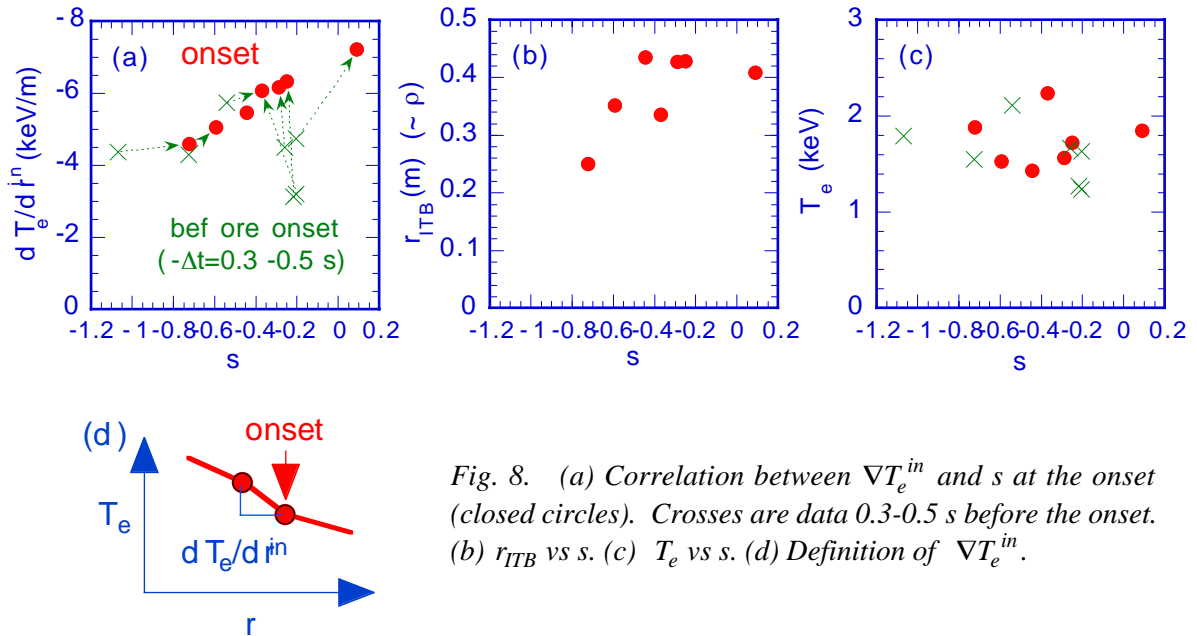 (a) onset
-8
-6
-4
-2
0
d T_e/d r^in (keV/m)
bef ore onset
( -Δt=0.3 -0.5 s)
-1.2 - 1 -0.8 -0.6 -0.4 -0.2 0 0.2
s
(b)
0.5
0.4
0.3
0.2
0.1
0
r_ITB (m) (~ ρ)
-1.2 - 1 -0.8 -0.6 -0.4 -0.2 0 0.2
s
(c)
3
2
1
0
T_e (keV)
-1.2 - 1 -0.8 -0.6 -0.4 -0.2 0 0.2
s
(d)
onset
T_e
d T_e/d r^in
r
Fig. 8. (a) Correlation between ∇T_e^in and s at the onset
(closed circles). Crosses are data 0.3-0.5 s before the onset.
(b) r_ITB vs s. (c) T_e vs s. (d) Definition of ∇T_e^in.